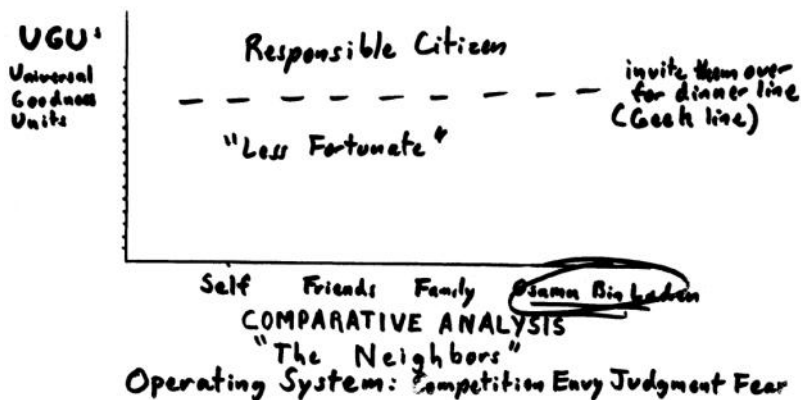 UGU's
Universal
Goodness
Units
Responsible Citizen
invite them over
for dinner line
(Geek line)
"Less Fortunate"
Self Friends Family Osama Bin Laden
COMPARATIVE ANALYSIS
"The Neighbors"
Operating System: Competition Envy Judgment Fear